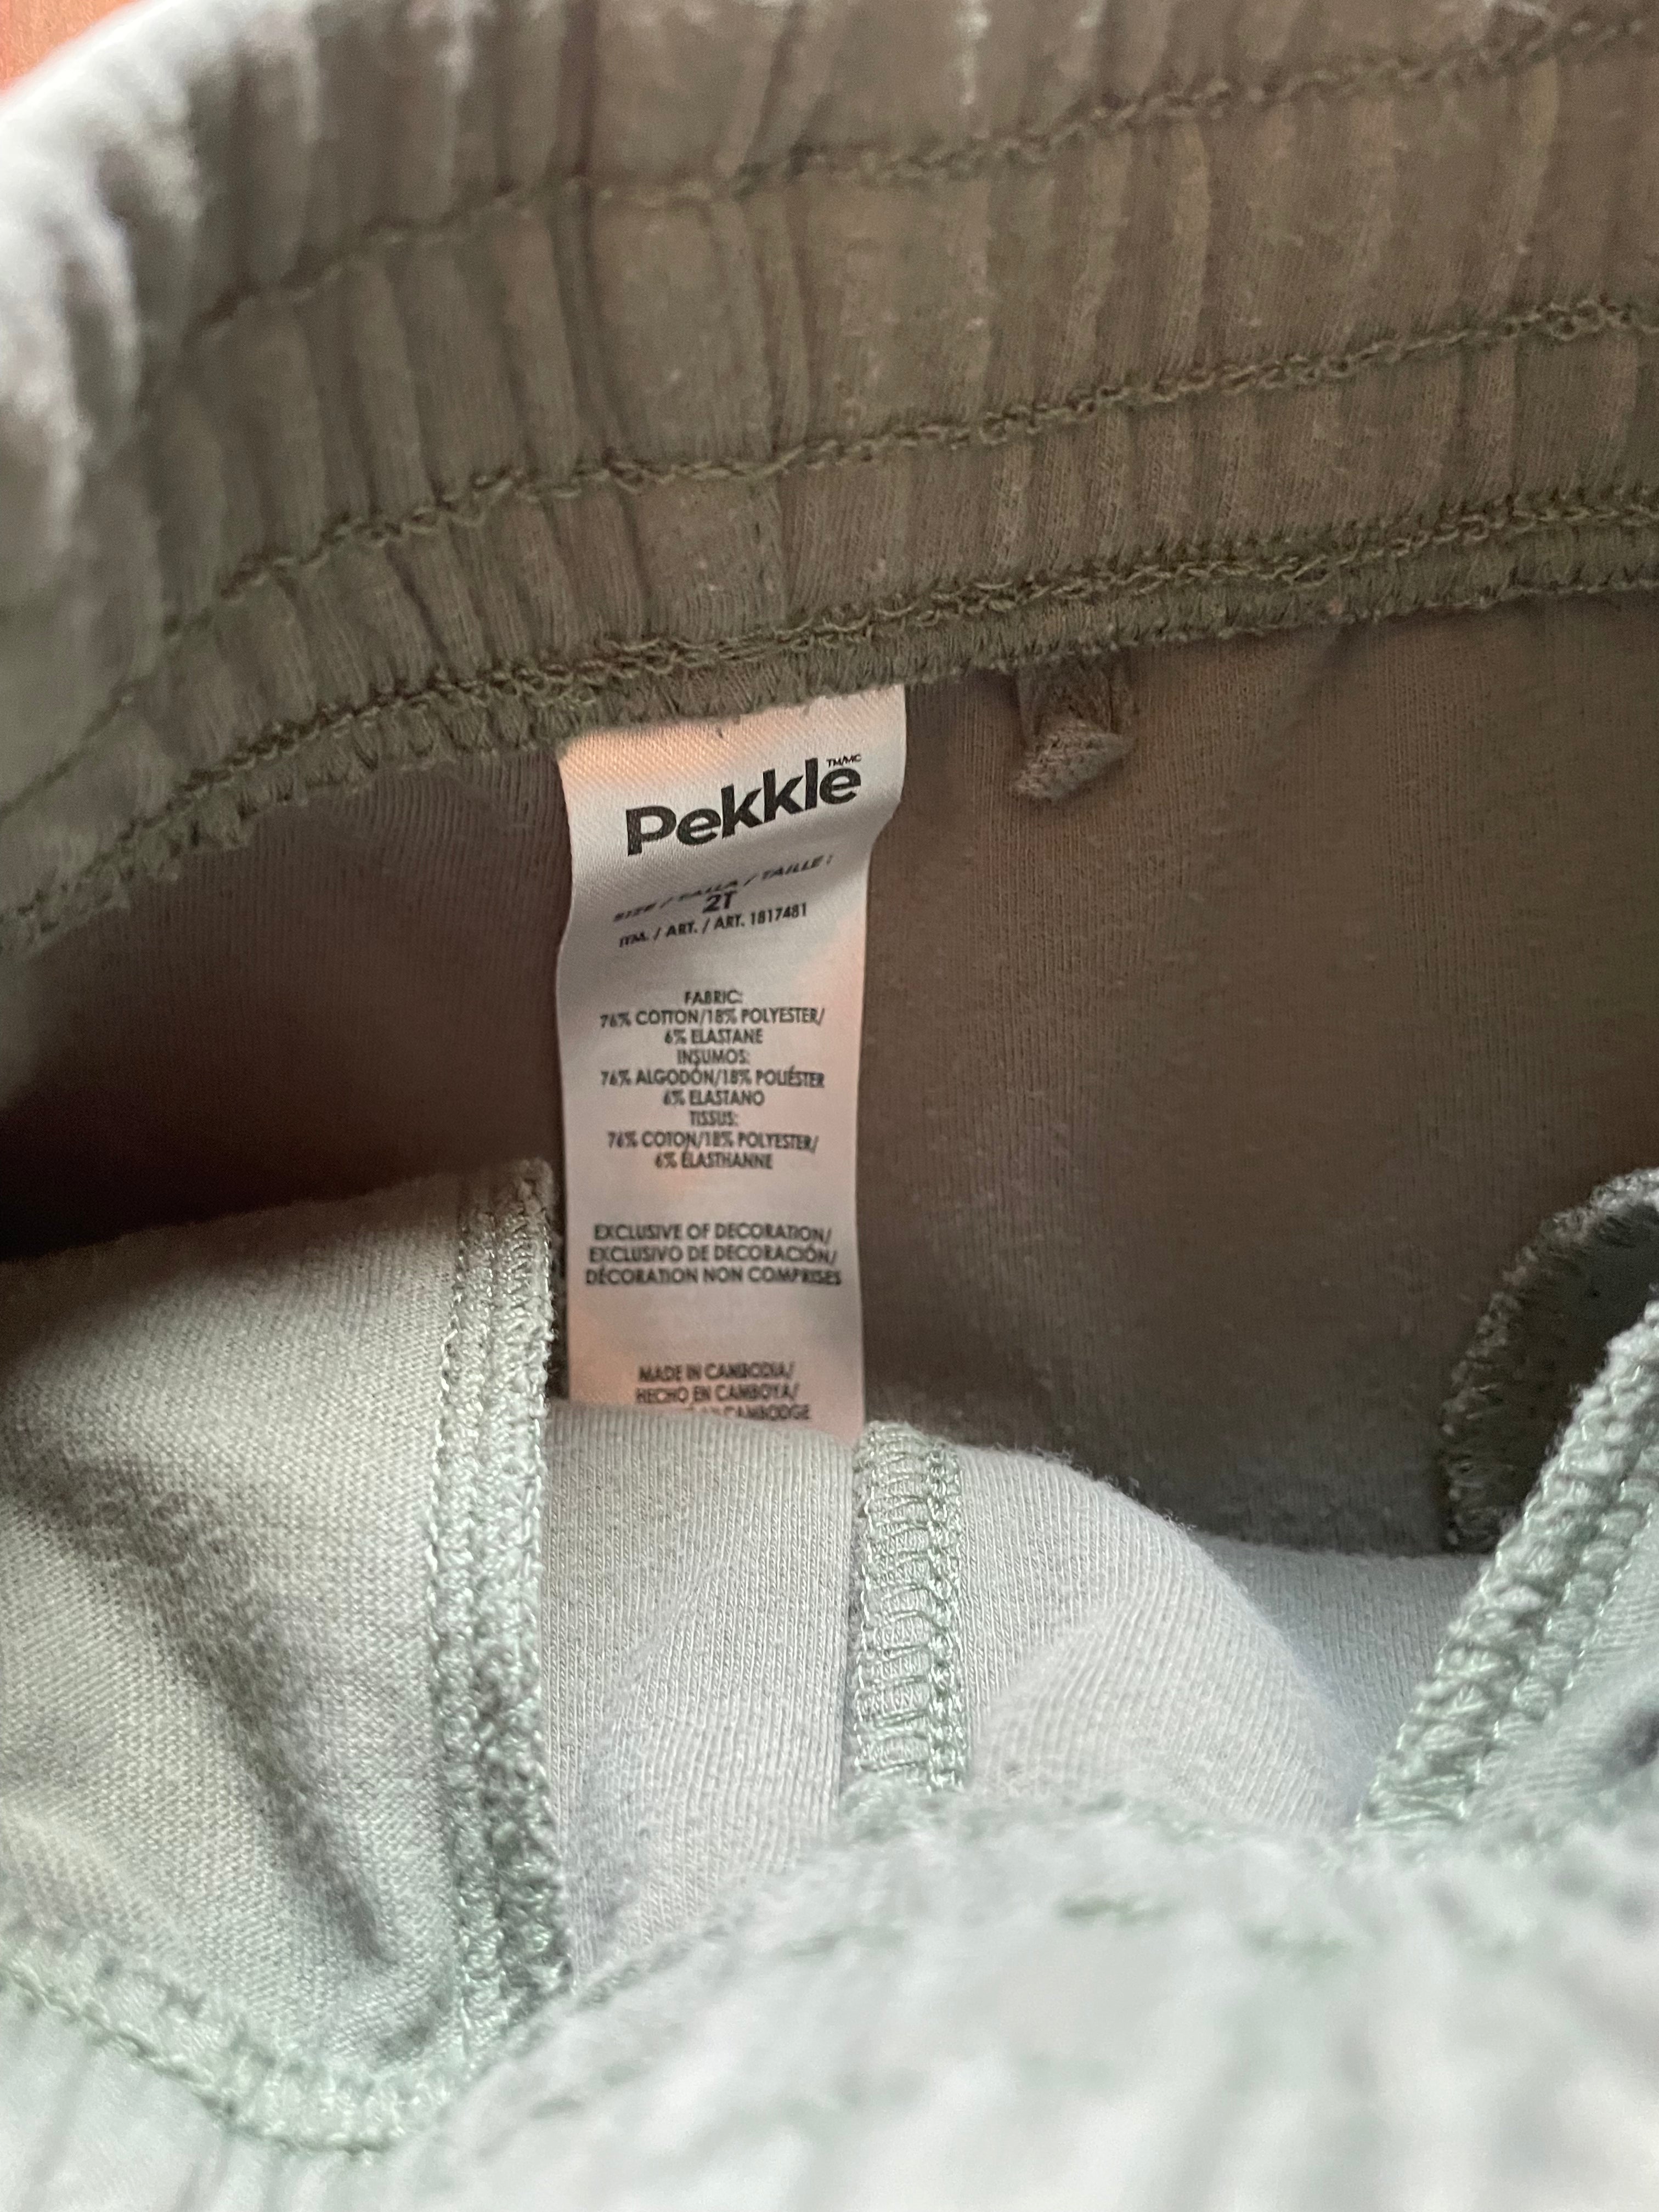 Pekkle TM/MC
SIZE / TALLA / TAILLE :
2T
ITM. / ART. / ART. 1817481
FABRIC:
76% COTTON/18% POLYESTER/
6% ELASTANE
INSUMOS:
76% ALGODÓN/18% POLIÉSTER
6% ELASTANO
TISSUS:
76% COTON/18% POLYESTER/
6% ÉLASTHANNE
EXCLUSIVE OF DECORATION/
EXCLUSIVO DE DECORACIÓN/
DÉCORATION NON COMPRISES
MADE IN CAMBODIA/
HECHO EN CAMBOYA/
CAMBODGE